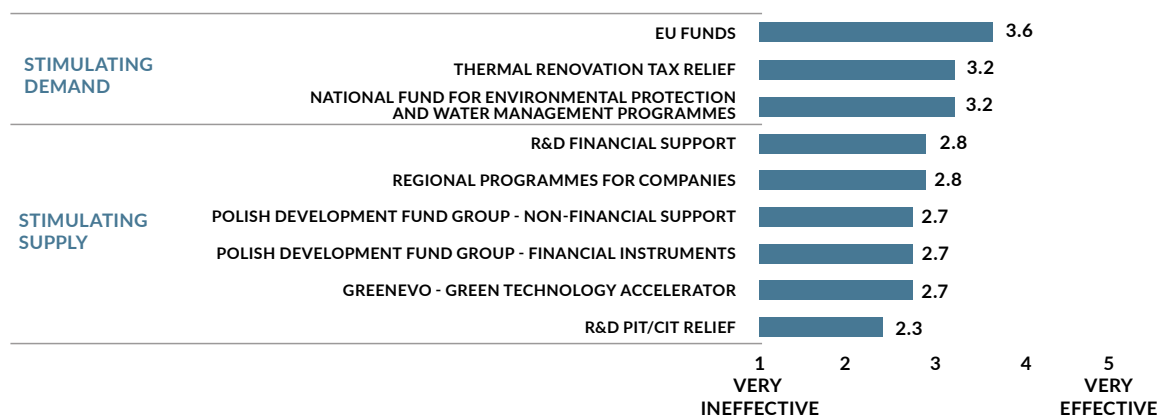 STIMULATING
DEMAND
EU FUNDS 3.6
THERMAL RENOVATION TAX RELIEF 3.2
NATIONAL FUND FOR ENVIRONMENTAL PROTECTION
AND WATER MANAGEMENT PROGRAMMES 3.2
STIMULATING
SUPPLY
R&D FINANCIAL SUPPORT 2.8
REGIONAL PROGRAMMES FOR COMPANIES 2.8
POLISH DEVELOPMENT FUND GROUP - NON-FINANCIAL SUPPORT 2.7
POLISH DEVELOPMENT FUND GROUP - FINANCIAL INSTRUMENTS 2.7
GREENEVO - GREEN TECHNOLOGY ACCELERATOR 2.7
R&D PIT/CIT RELIEF 2.3
1 2 3 4 5
VERY VERY
INEFFECTIVE EFFECTIVE